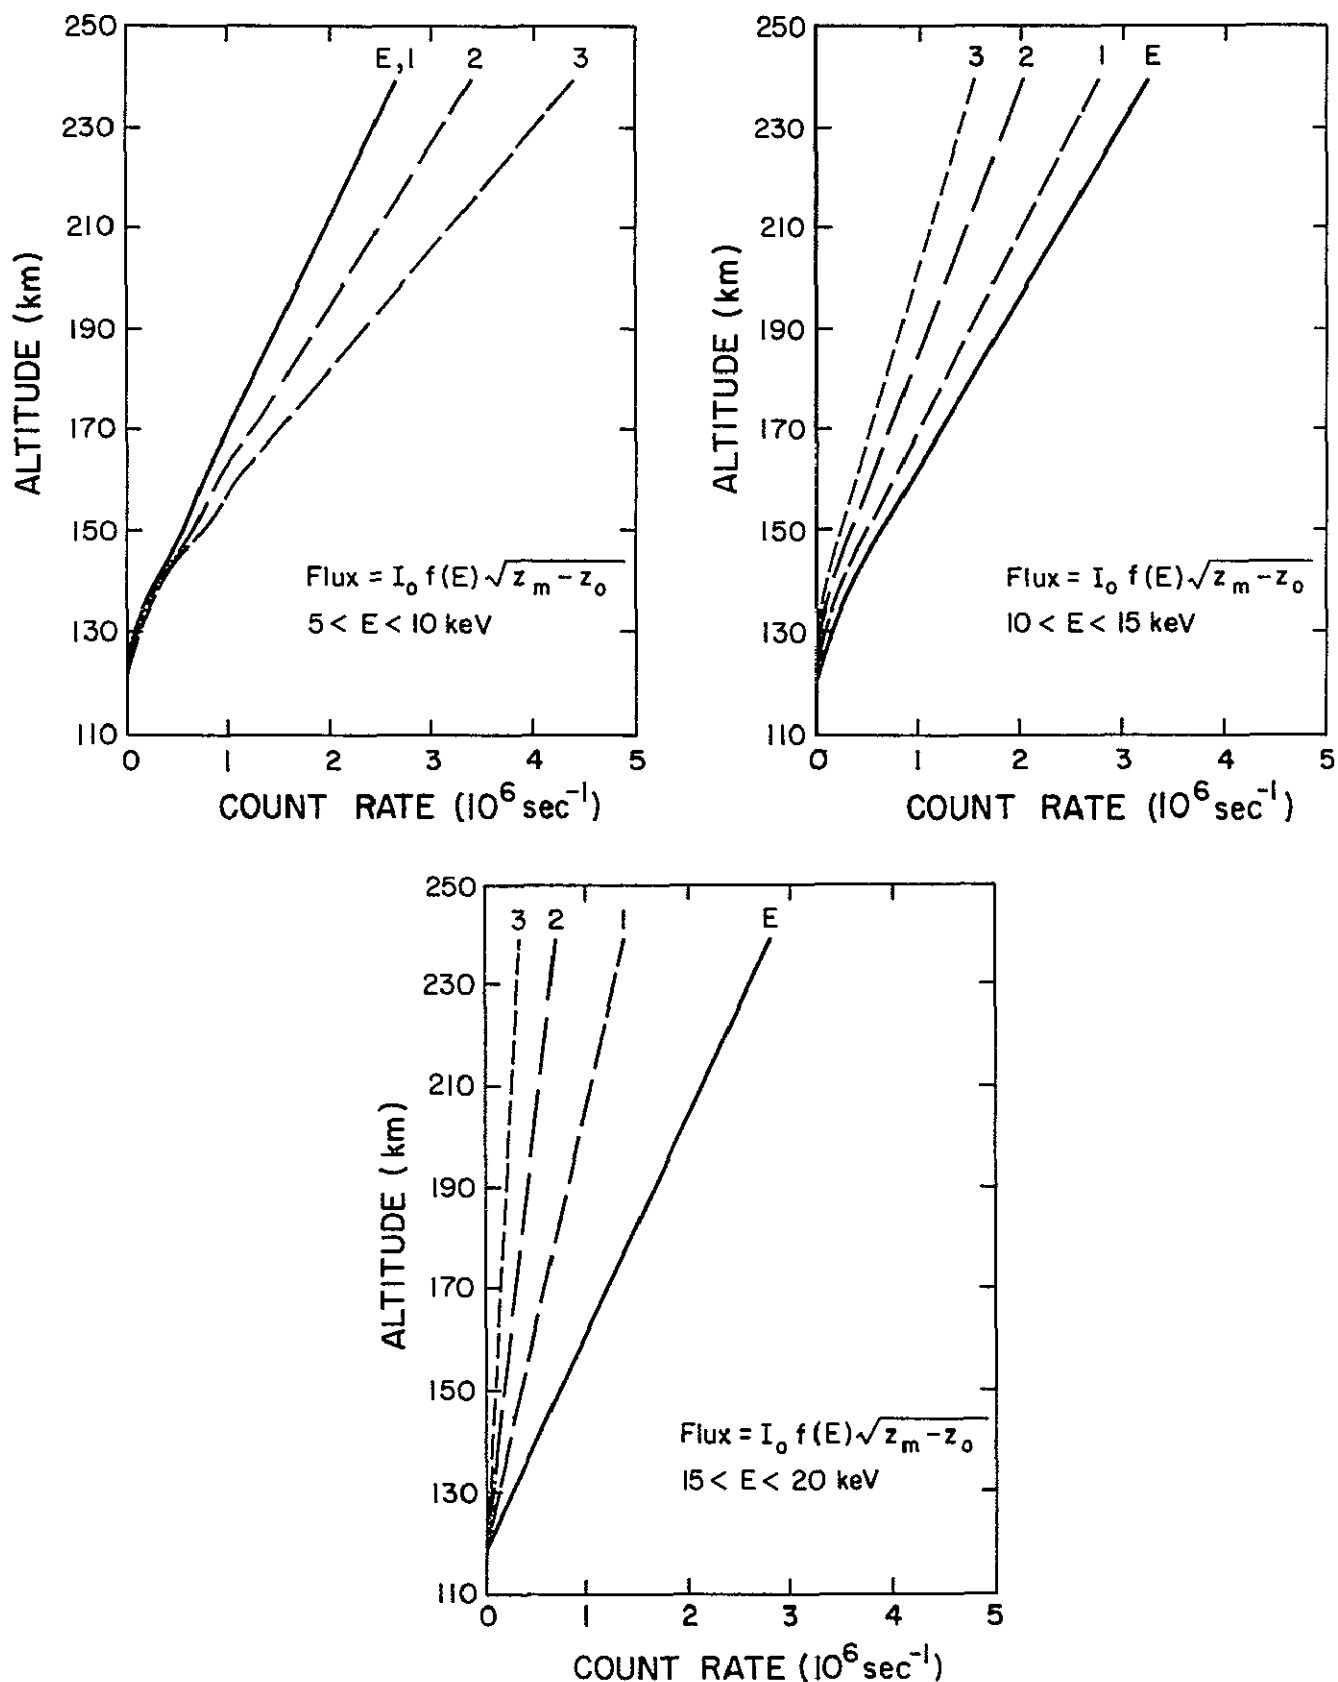 250
230
210
190
170
150
130
110
ALTITUDE (km)
E,1 2 3
Flux = I₀ f(E) √z_m − z₀
5 < E < 10 keV
0 1 2 3 4 5
COUNT RATE (10⁶ sec⁻¹)
250
230
210
190
170
150
130
110
ALTITUDE (km)
3 2 1 E
Flux = I₀ f(E) √z_m − z₀
10 < E < 15 keV
0 1 2 3 4 5
COUNT RATE (10⁶ sec⁻¹)
250
230
210
190
170
150
130
110
ALTITUDE (km)
3 2 1 E
Flux = I₀ f(E) √z_m − z₀
15 < E < 20 keV
0 1 2 3 4 5
COUNT RATE (10⁶ sec⁻¹)